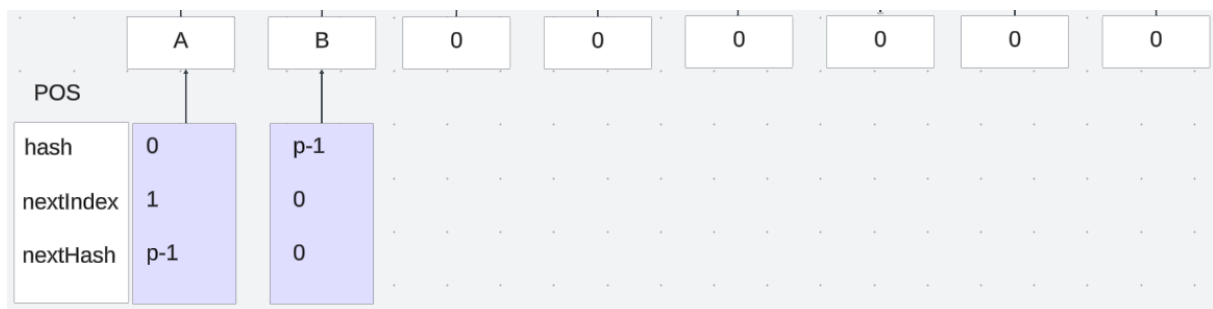 A B 0 0 0 0 0 0
POS
hash 0 p-1
nextIndex 1 0
nextHash p-1 0